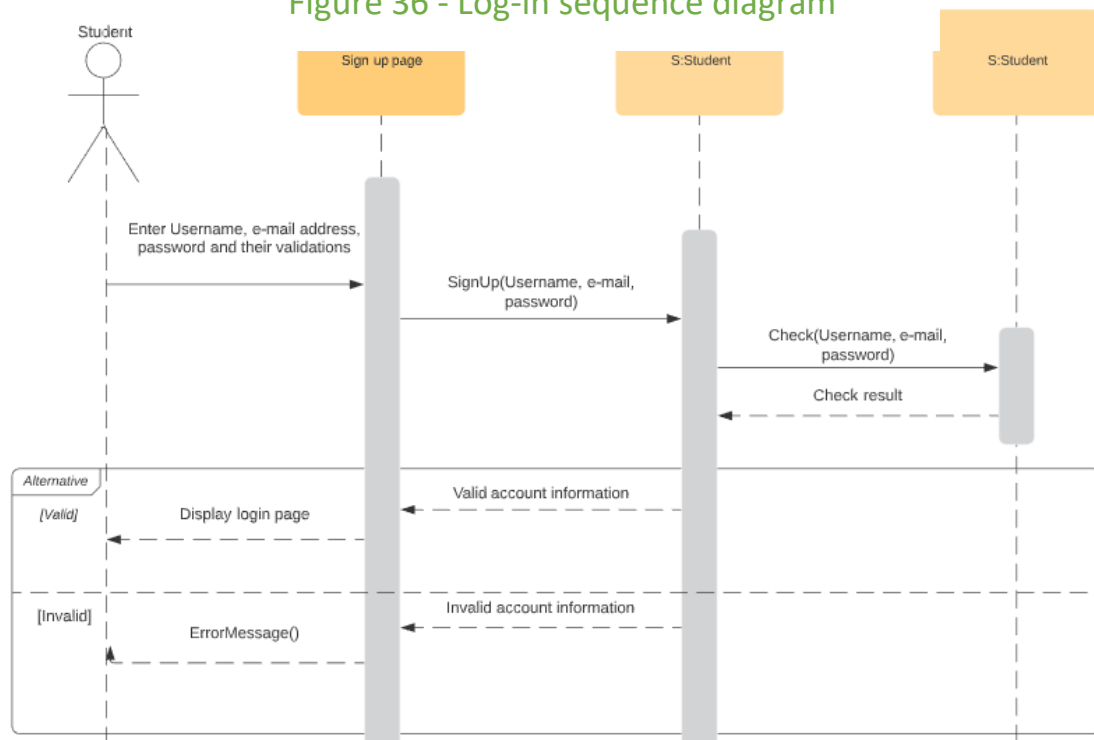 Figure 36 - Log-in sequence diagram
Student
Sign up page
S:Student
S:Student
Enter Username, e-mail address,
password and their validations
SignUp(Username, e-mail,
password)
Check(Username, e-mail,
password)
Check result
Alternative
[Valid]
Valid account information
Display login page
[Invalid]
Invalid account information
ErrorMessage()